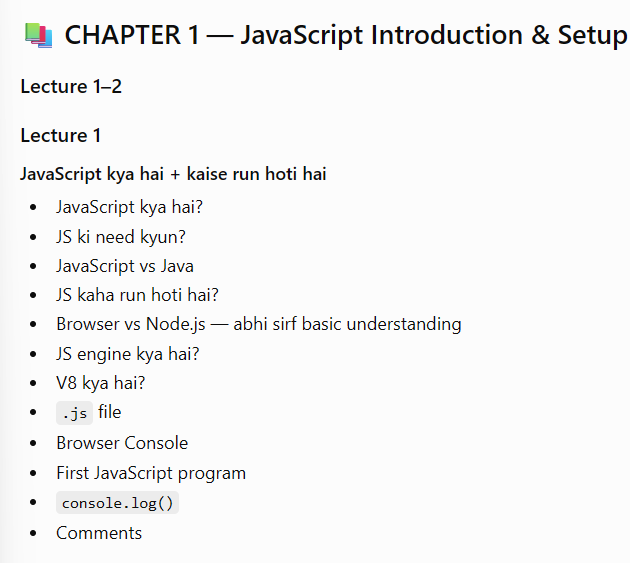 CHAPTER 1 — JavaScript Introduction & Setup
Lecture 1–2
Lecture 1
JavaScript kya hai + kaise run hoti hai
JavaScript kya hai?
JS ki need kyun?
JavaScript vs Java
JS kaha run hoti hai?
Browser vs Node.js — abhi sirf basic understanding
JS engine kya hai?
V8 kya hai?
.js file
Browser Console
First JavaScript program
console.log()
Comments